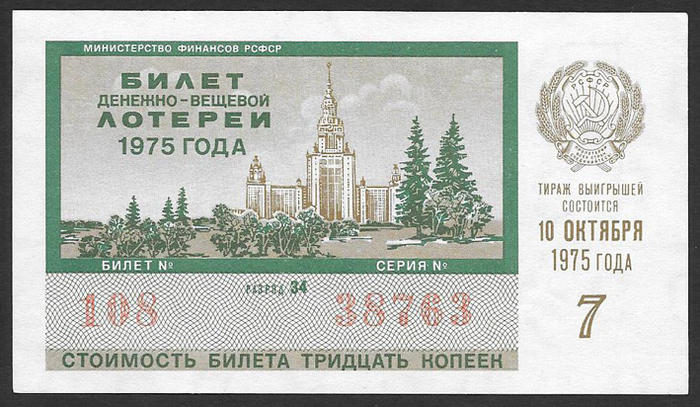 МИНИСТЕРСТВО ФИНАНСОВ РСФСР
БИЛЕТ
ДЕНЕЖНО-ВЕЩЕВОЙ
ЛОТЕРЕИ
1975 ГОДА
БИЛЕТ №
СЕРИЯ №
РАЗРЯД 34
108
38763
СТОИМОСТЬ БИЛЕТА ТРИДЦАТЬ КОПЕЕК
РСФСР
ТИРАЖ ВЫИГРЫШЕЙ
СОСТОИТСЯ
10 ОКТЯБРЯ
1975 ГОДА
7